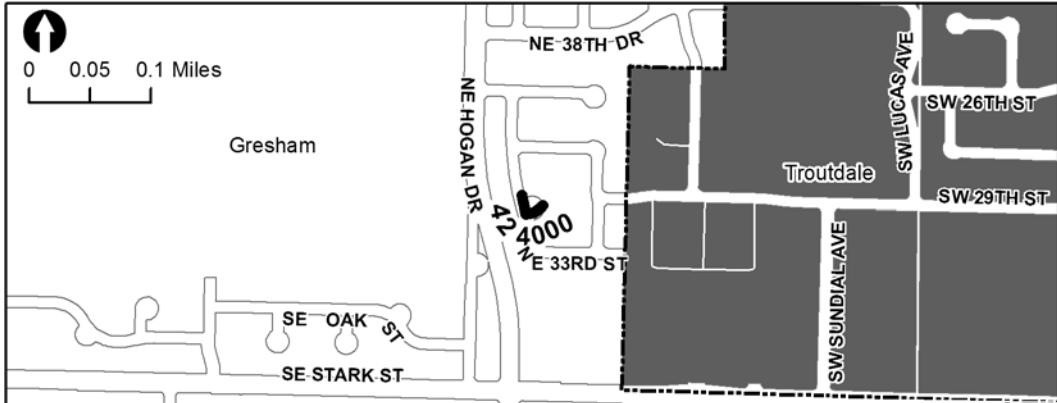 NE 38TH DR
0 0.05 0.1 Miles
NE HOGAN DR
SW LUCAS AVE
SW 26TH ST
Gresham
Troutdale
SW 29TH ST
42
4000
NE 33RD ST
SW SUNDIAL AVE
SE OAK ST
SE STARK ST